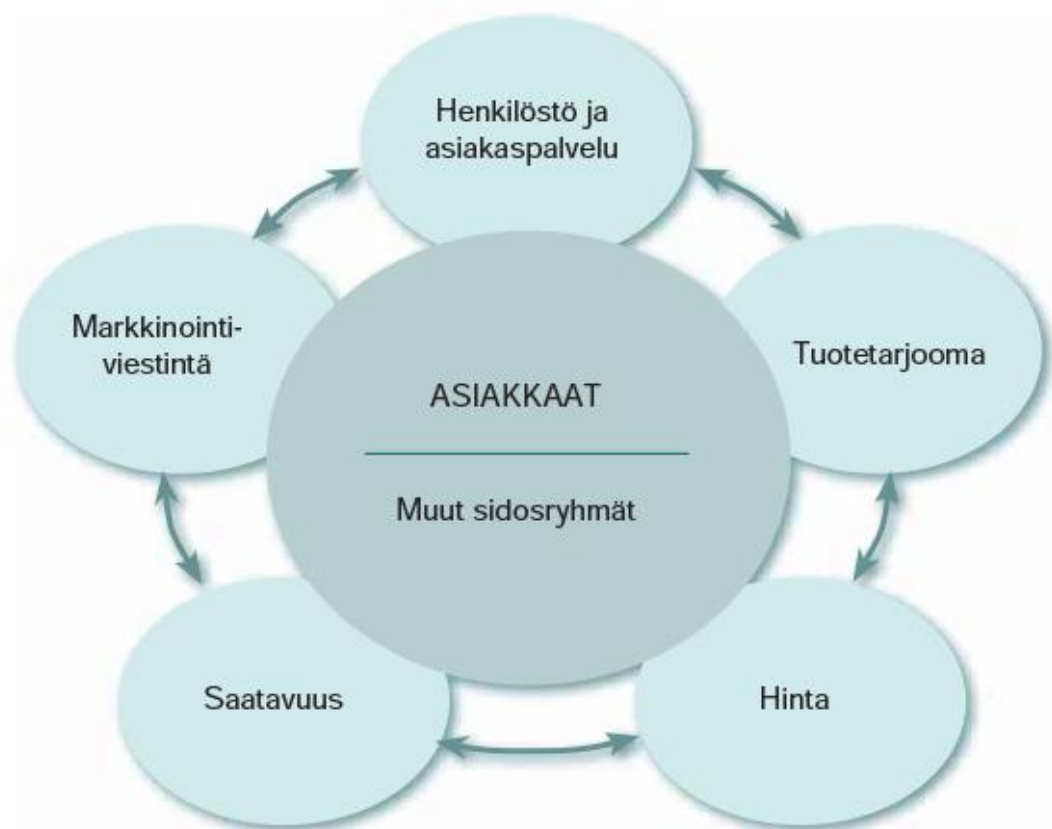 Henkilöstö ja
asiakaspalvelu
Markkinointi-
viestintä
Tuotetarjooma
ASIAKKAAT
Muut sidosryhmät
Saatavuus
Hinta